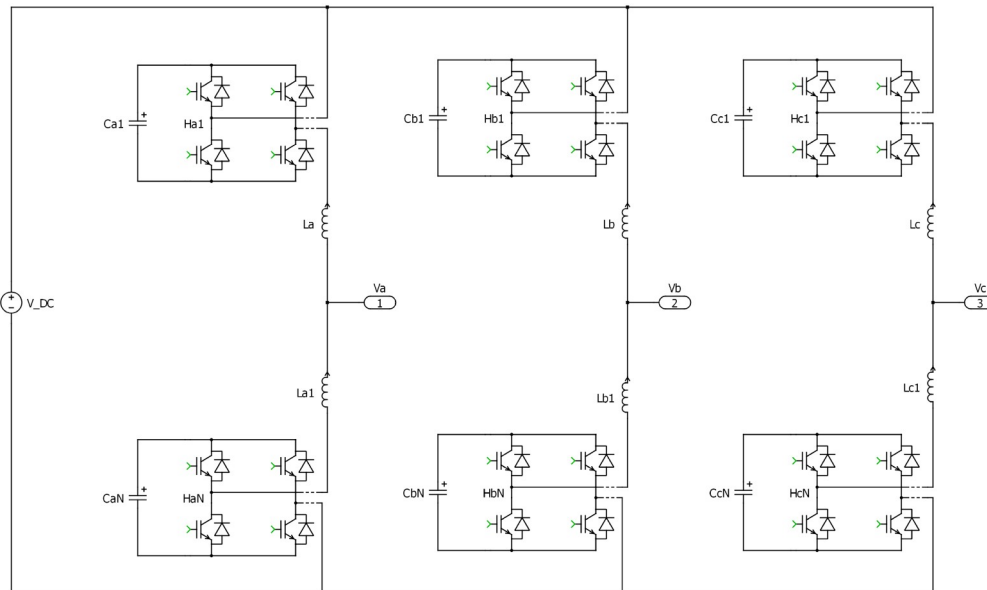 Ca1
+
Ha1
Cb1
+
Hb1
Cc1
+
Hc1
La
Lb
Lc
+
−
V_DC
Va
1
Vb
2
Vc
3
La1
Lb1
Lc1
CaN
+
HaN
CbN
+
HbN
CcN
+
HcN